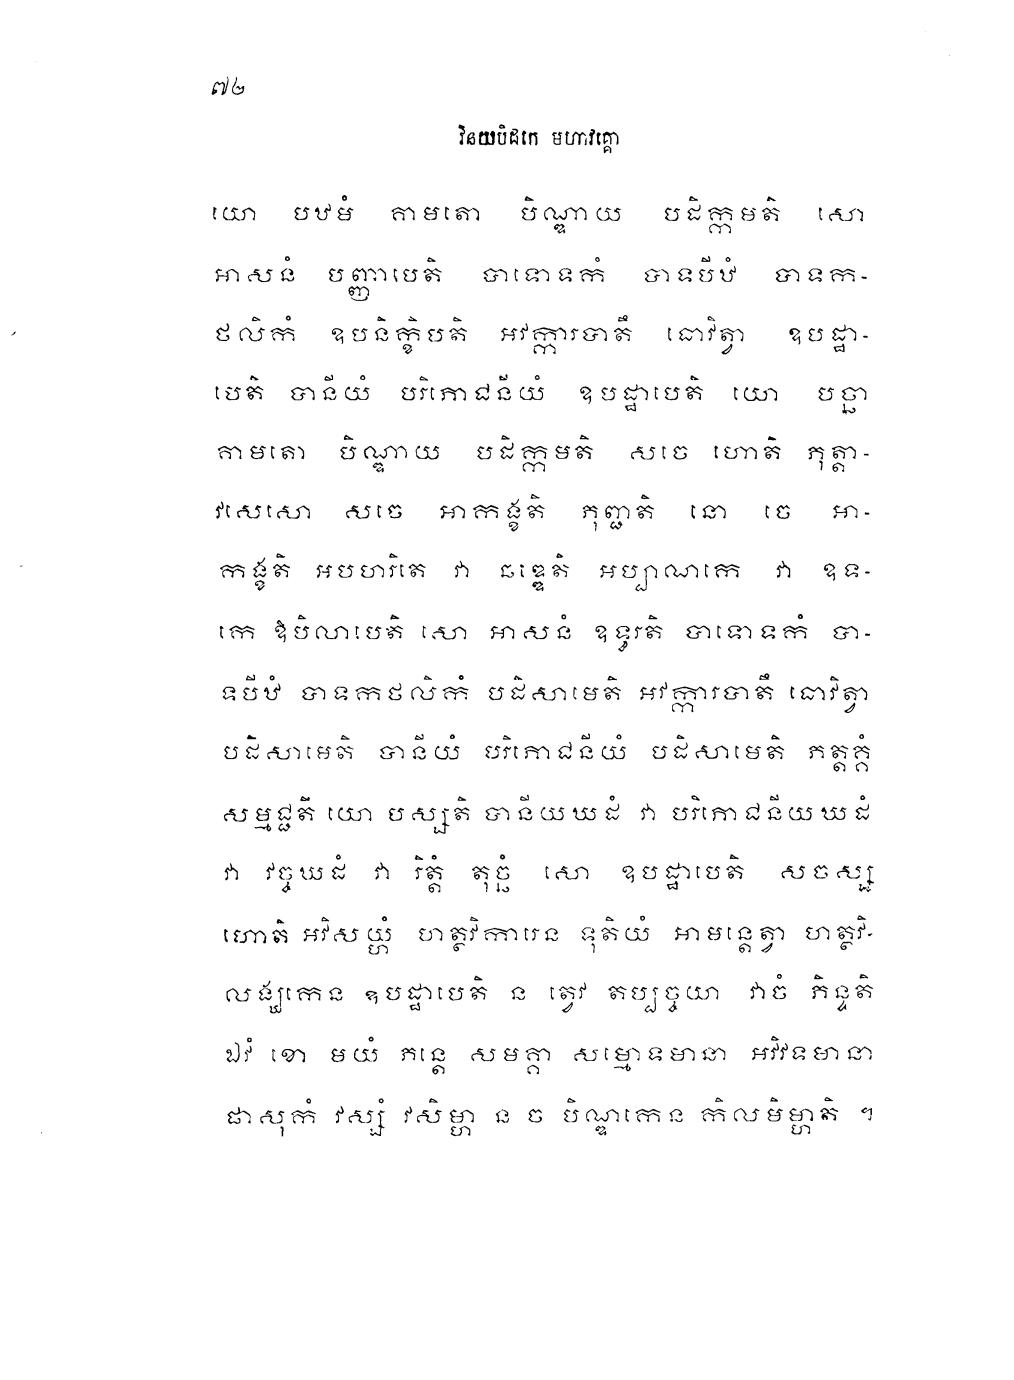 ៧២
វិនយបិដកេ មហាវគ្គោ
យោ បឋមំ គាមតោ បិណ្ឌាយ បដិក្កមតិ សោ
អាសនំ បញ្ញាបេតិ បាទោទកំ បាទបីឋំ បាទក-
ថលិកំ ឧបនិក្ខិបតិ អវក្ការបាតឹ ធោវិត្វា ឧបដ្ឋា-
បេតិ បានីយំ បរិភោជនីយំ ឧបដ្ឋាបេតិ យោ បច្ឆា
គាមតោ បិណ្ឌាយ បដិក្កមតិ សចេ ហោតិ ភុត្តា-
វសេសោ សចេ អាកង្ខតិ ភុញ្ជតិ នោ ចេ អា-
កង្ខតិ អបហរិតេ វា ឆឌ្ឌេតិ អប្បាណកេ វា ឧទ-
កេ ឱបិលាបេតិ សោ អាសនំ ឧទ្ធរតិ បាទោទកំ បា-
ទបីឋំ បាទកថលិកំ បដិសាមេតិ អវក្ការបាតឹ ធោវិត្វា
បដិសាមេតិ បានីយំ បរិភោជនីយំ បដិសាមេតិ ភត្តគ្គំ
សម្មជ្ជតិ យោ បស្សតិ បានីយឃដំ វា បរិភោជនីយឃដំ
វា វច្ចឃដំ វា រិត្តំ តុច្ឆំ សោ ឧបដ្ឋាបេតិ សចស្ស
ហោតិ អវិសយ្ហំ ហត្ថវិការេន ទុតិយំ អាមន្តេត្វា ហត្ថវិ-
លង្ឃកេន ឧបដ្ឋាបេតិ ន ត្វេវ តប្បច្ចយា វាចំ ភិន្ទតិ
ឯវំ ខោ មយំ ភន្តេ សមគ្គា សម្មោទមានា អវិវទមានា
ផាសុកំ វស្សំ វសិម្ហា ន ច បិណ្ឌកេន កិលមិម្ហាតិ ។